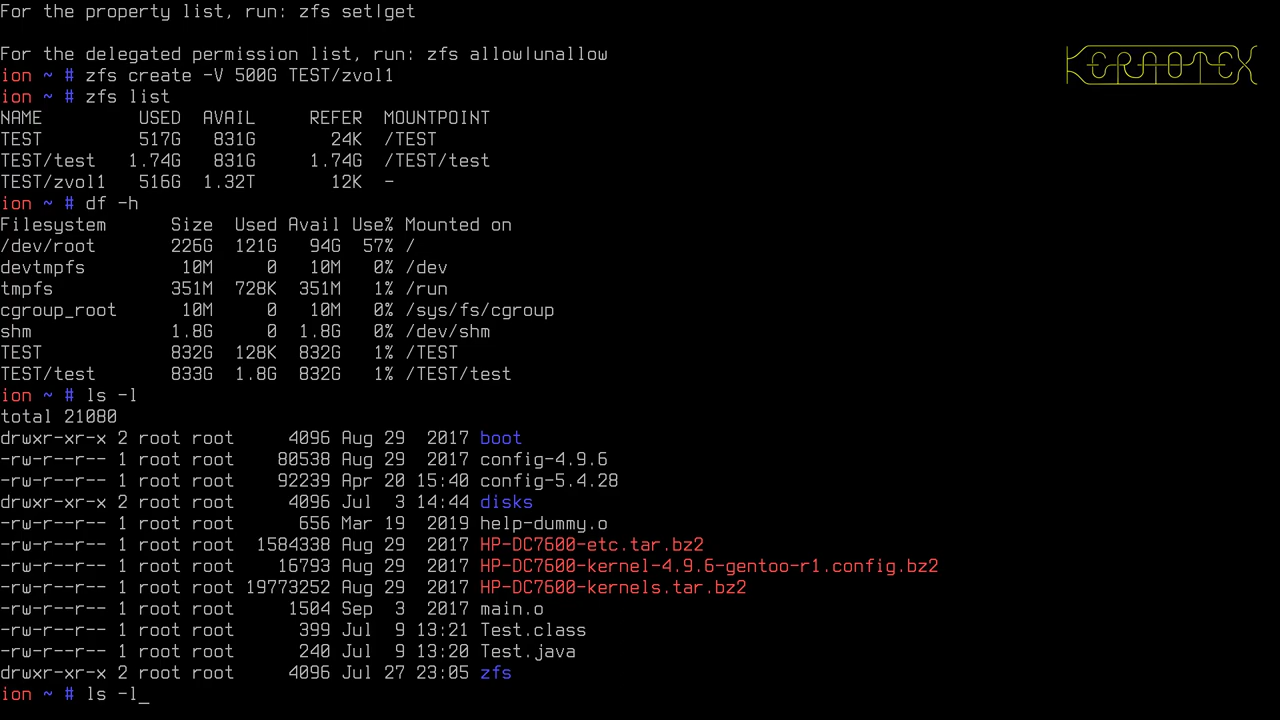 For the property list, run: zfs set|get
For the delegated permission list, run: zfs allow|unallow
ion ~ # zfs create -V 500G TEST/zvol1
ion ~ # zfs list
NAME         USED  AVAIL     REFER  MOUNTPOINT
TEST         517G   831G       24K  /TEST
TEST/test   1.74G   831G     1.74G  /TEST/test
TEST/zvol1   516G  1.32T       12K  -
ion ~ # df -h
Filesystem      Size  Used Avail Use% Mounted on
/dev/root       226G  121G   94G  57% /
devtmpfs         10M     0   10M   0% /dev
tmpfs           351M  728K  351M   1% /run
cgroup_root      10M     0   10M   0% /sys/fs/cgroup
shm             1.8G     0  1.8G   0% /dev/shm
TEST            832G  128K  832G   1% /TEST
TEST/test       833G  1.8G  832G   1% /TEST/test
ion ~ # ls -l
total 21080
drwxr-xr-x 2 root root     4096 Aug 29  2017 boot
-rw-r--r-- 1 root root    80538 Aug 29  2017 config-4.9.6
-rw-r--r-- 1 root root    92239 Apr 20 15:40 config-5.4.28
drwxr-xr-x 2 root root     4096 Jul  3 14:44 disks
-rw-r--r-- 1 root root      656 Mar 19  2019 help-dummy.o
-rw-r--r-- 1 root root  1584338 Aug 29  2017 HP-DC7600-etc.tar.bz2
-rw-r--r-- 1 root root    16793 Aug 29  2017 HP-DC7600-kernel-4.9.6-gentoo-r1.config.bz2
-rw-r--r-- 1 root root 19773252 Aug 29  2017 HP-DC7600-kernels.tar.bz2
-rw-r--r-- 1 root root     1504 Sep  3  2017 main.o
-rw-r--r-- 1 root root      399 Jul  9 13:21 Test.class
-rw-r--r-- 1 root root      240 Jul  9 13:20 Test.java
drwxr-xr-x 2 root root     4096 Jul 27 23:05 zfs
ion ~ # ls -l_